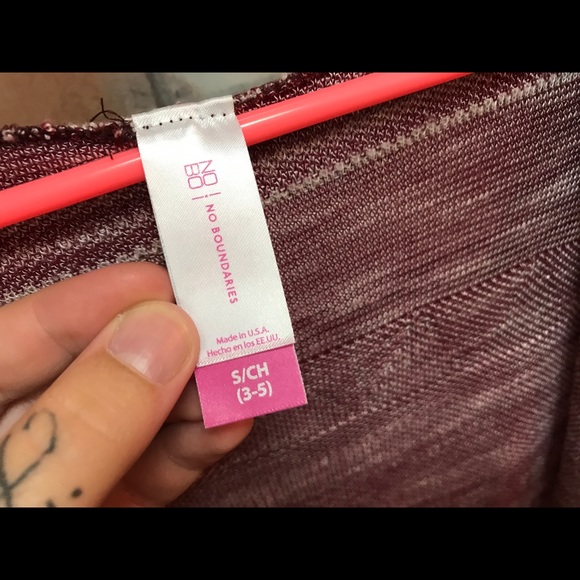 NO
BO
NO BOUNDARIES
Made in U.S.A.
Hecho en los EE.UU.
S/CH
(3-5)